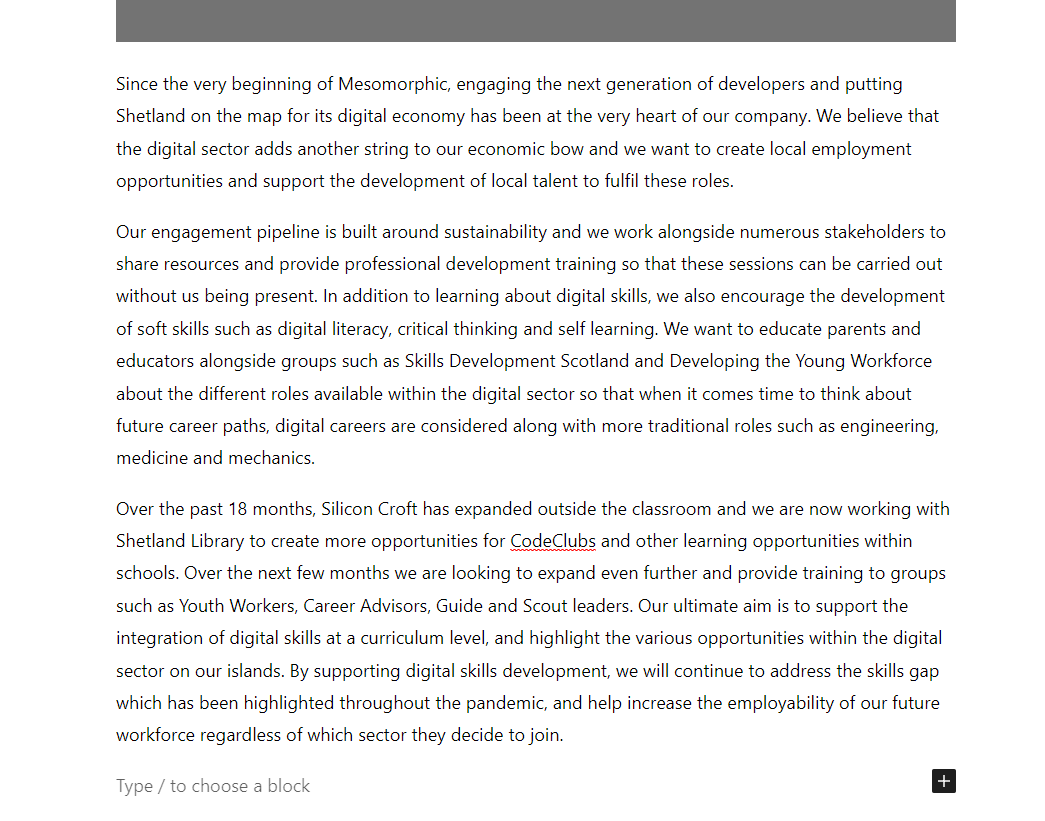 Since the very beginning of Mesomorphic, engaging the next generation of developers and putting
Shetland on the map for its digital economy has been at the very heart of our company. We believe that
the digital sector adds another string to our economic bow and we want to create local employment
opportunities and support the development of local talent to fulfil these roles.
Our engagement pipeline is built around sustainability and we work alongside numerous stakeholders to
share resources and provide professional development training so that these sessions can be carried out
without us being present. In addition to learning about digital skills, we also encourage the development
of soft skills such as digital literacy, critical thinking and self learning. We want to educate parents and
educators alongside groups such as Skills Development Scotland and Developing the Young Workforce
about the different roles available within the digital sector so that when it comes time to think about
future career paths, digital careers are considered along with more traditional roles such as engineering,
medicine and mechanics.
Over the past 18 months, Silicon Croft has expanded outside the classroom and we are now working with
Shetland Library to create more opportunities for CodeClubs and other learning opportunities within
schools. Over the next few months we are looking to expand even further and provide training to groups
such as Youth Workers, Career Advisors, Guide and Scout leaders. Our ultimate aim is to support the
integration of digital skills at a curriculum level, and highlight the various opportunities within the digital
sector on our islands. By supporting digital skills development, we will continue to address the skills gap
which has been highlighted throughout the pandemic, and help increase the employability of our future
workforce regardless of which sector they decide to join.
Type / to choose a block